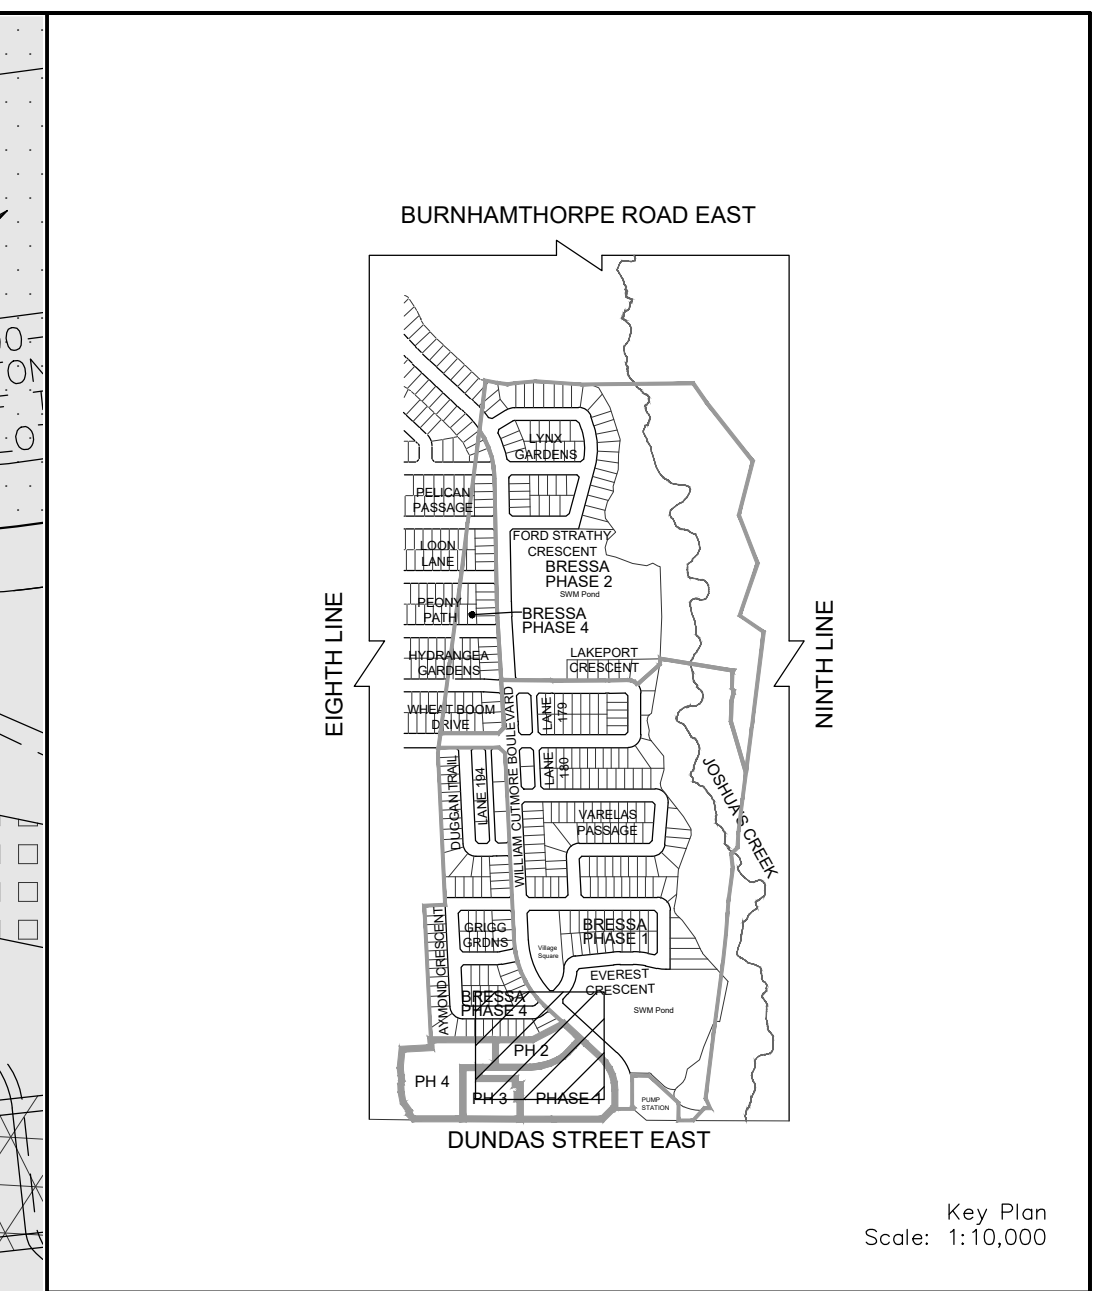 BURNHAMTHORPE ROAD EAST
LYNX
GARDENS
PELICAN
PASSAGE
FORD STRATHY
CRESCENT
LOON
LANE
BRESSA
PHASE 2
SWM Pond
PEONY
PATH
BRESSA
PHASE 4
EIGHTH LINE
NINTH LINE
HYDRANGEA
GARDENS
LAKEPORT
CRESCENT
WHEAT BOOM
DRIVE
WILLIAM CUTMORE BOULEVARD
LANE
179
LANE
180
DUGGAN TRAIL
LANE 194
JOSHUA'S CREEK
VARELAS
PASSAGE
AYMOND CRESCENT
GRIGG
GRDNS
Village
Square
BRESSA
PHASE 1
EVEREST
CRESCENT
BRESSA
PHASE 4
SWM Pond
PH 2
PH 4
PH 3
PHASE 1
PUMP
STATION
DUNDAS STREET EAST
Key Plan
Scale: 1:10,000